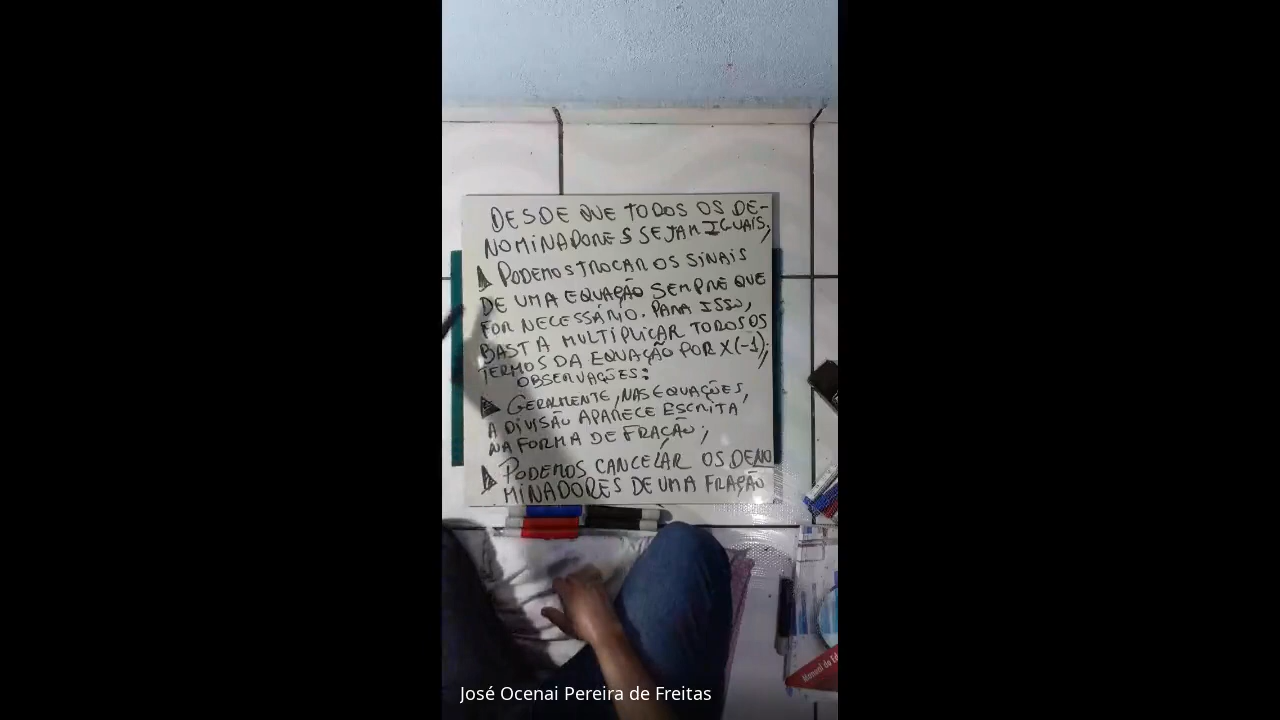 DESDE QUE TODOS OS DE-
NOMINADORES SEJAM IGUAIS;
PODEMOS TROCAR OS SINAIS
DE UMA EQUAÇÃO SEMPRE QUE
FOR NECESSÁRIO. PARA ISSO,
BASTA MULTIPLICAR TODOS OS
TERMOS DA EQUAÇÃO POR X(-1);
OBSERVAÇÕES:
GERALMENTE, NAS EQUAÇÕES,
A DIVISÃO APARECE ESCRITA
NA FORMA DE FRAÇÃO;
PODEMOS CANCELAR OS DENO
MINADORES DE UMA FRAÇÃO
Manual do
José Ocenai Pereira de Freitas